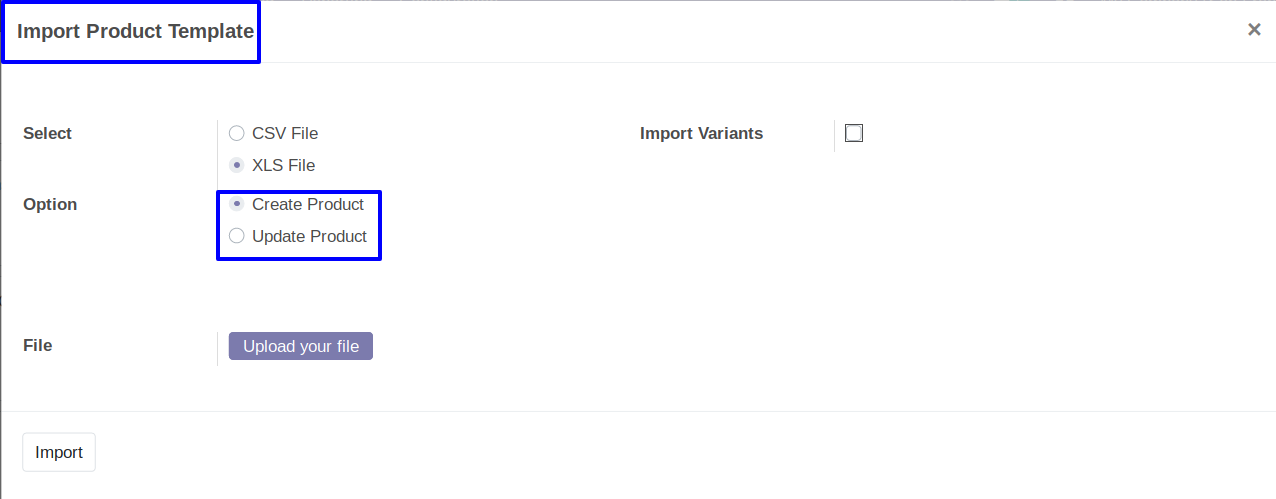 Import Product Template
×
Select
CSV File
Import Variants
XLS File
Option
Create Product
Update Product
File
Upload your file
Import